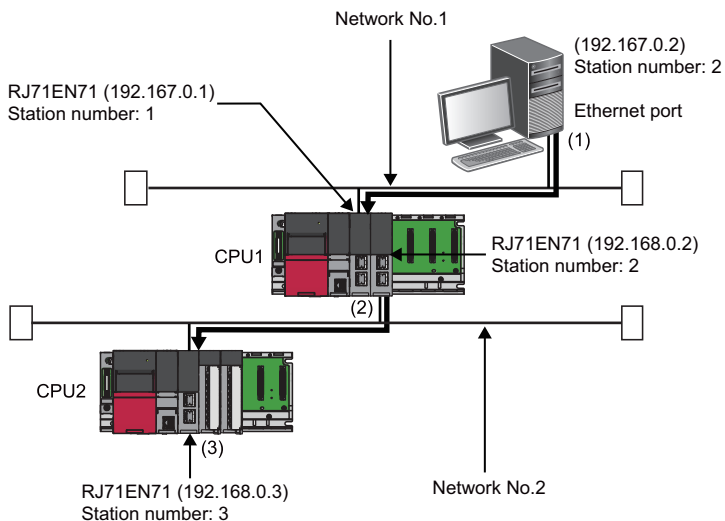 Network No.1
(192.167.0.2)
Station number: 2
RJ71EN71 (192.167.0.1)
Station number: 1
Ethernet port
(1)
CPU1
RJ71EN71 (192.168.0.2)
Station number: 2
(2)
CPU2
(3)
RJ71EN71 (192.168.0.3)
Station number: 3
Network No.2